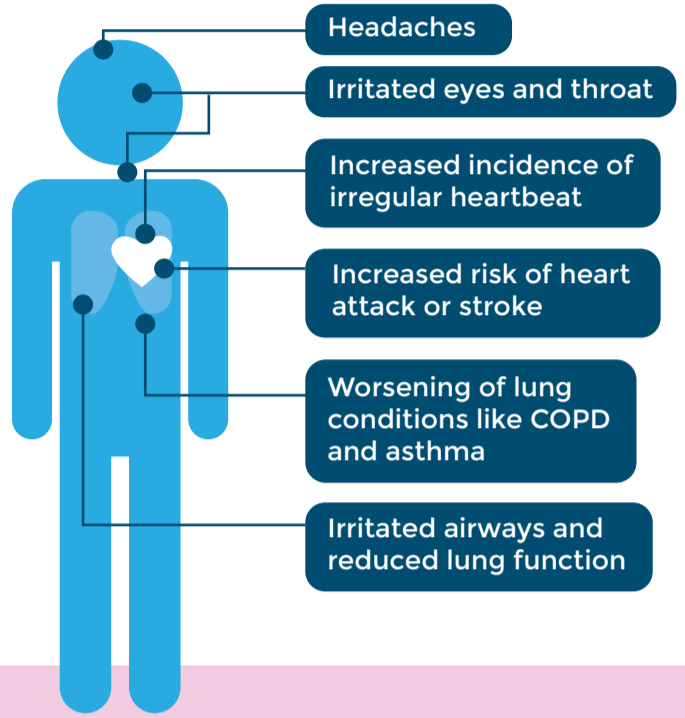 Headaches
Irritated eyes and throat
Increased incidence of
irregular heartbeat
Increased risk of heart
attack or stroke
Worsening of lung
conditions like COPD
and asthma
Irritated airways and
reduced lung function